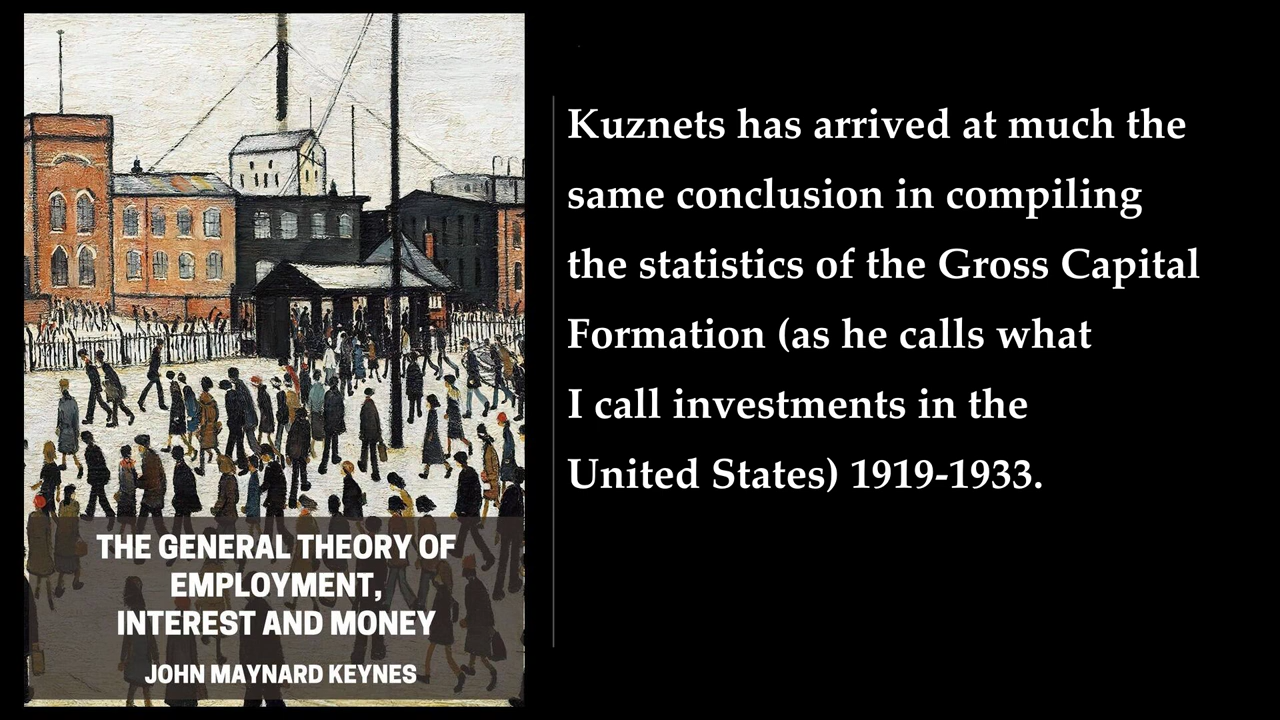 THE GENERAL THEORY OF
EMPLOYMENT,
INTEREST AND MONEY
JOHN MAYNARD KEYNES
Kuznets has arrived at much the
same conclusion in compiling
the statistics of the Gross Capital
Formation (as he calls what
I call investments in the
United States) 1919-1933.